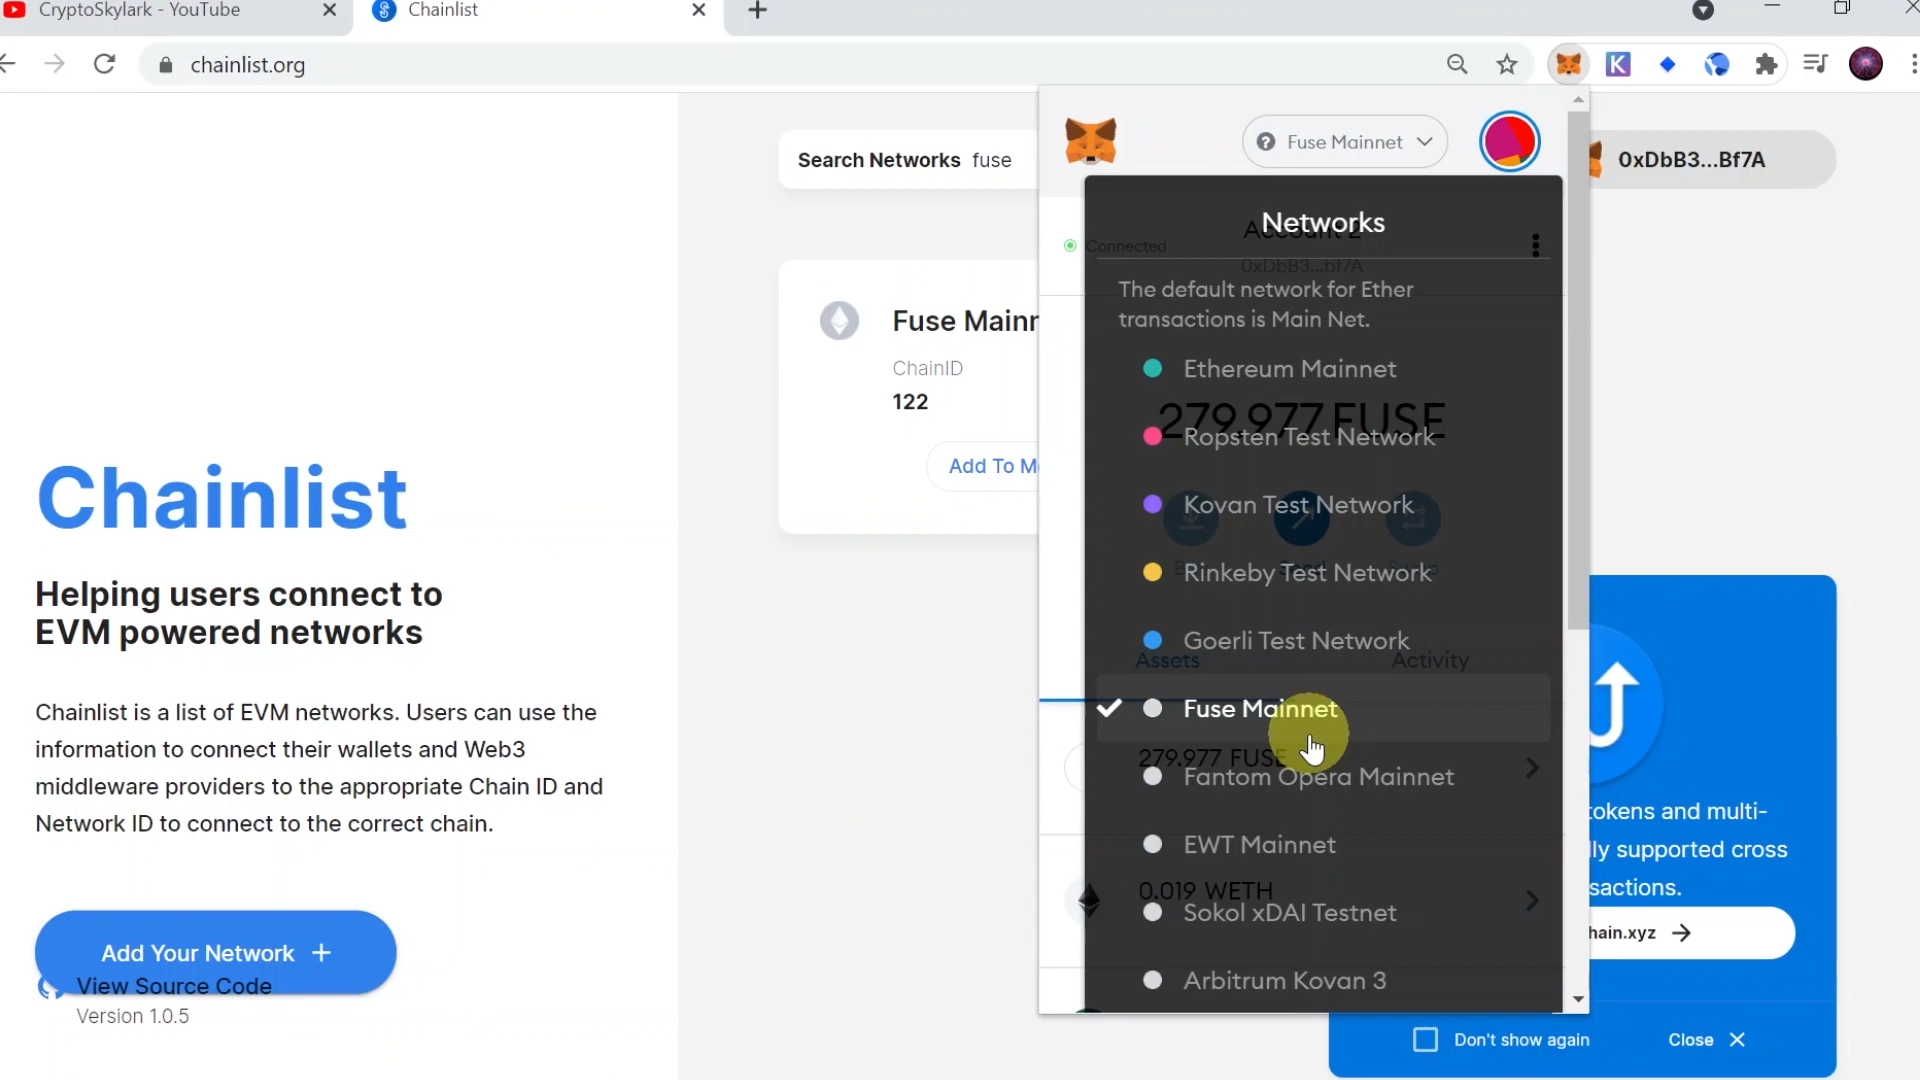 CryptoSkylark - YouTube
Chainlist
chainlist.org
K
Fuse Mainnet
Search Networks fuse
0xDbB3...Bf7A
Networks
Account 2
Connected
0xDbB3...bf7A
The default network for Ether
transactions is Main Net.
Fuse Mainn
ChainID
122
Add To M
Ethereum Mainnet
279.977 FUSE
Ropsten Test Network
Kovan Test Network
Rinkeby Test Network
Goerli Test Network
Assets
Activity
Fuse Mainnet
279.977 FUSE
Fantom Opera Mainnet
EWT Mainnet
0.019 WETH
Sokol xDAI Testnet
Arbitrum Kovan 3
Chainlist
Helping users connect to
EVM powered networks
Chainlist is a list of EVM networks. Users can use the
information to connect their wallets and Web3
middleware providers to the appropriate Chain ID and
Network ID to connect to the correct chain.
Add Your Network +
View Source Code
Version 1.0.5
tokens and multi-
lly supported cross
sactions.
hain.xyz
Don't show again
Close